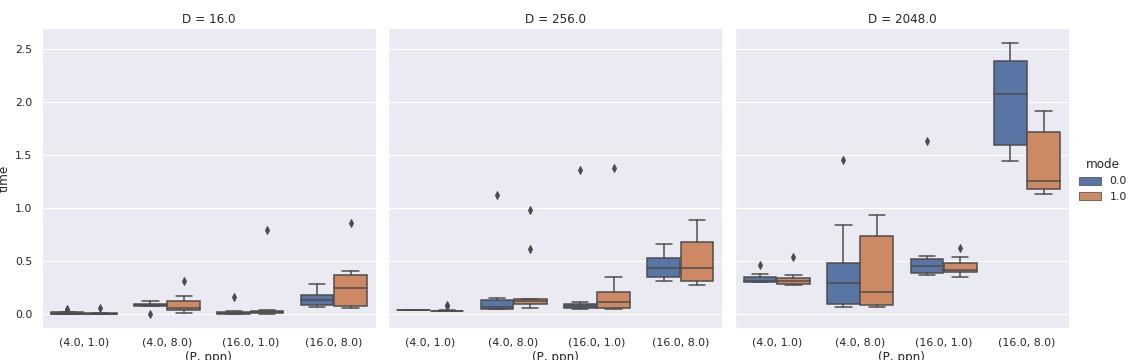 D = 16.0
D = 256.0
D = 2048.0
2.5
2.0
1.5
1.0
0.5
0.0
time
(4.0, 1.0) (4.0, 8.0) (16.0, 1.0) (16.0, 8.0)
(4.0, 1.0) (4.0, 8.0) (16.0, 1.0) (16.0, 8.0)
(4.0, 1.0) (4.0, 8.0) (16.0, 1.0) (16.0, 8.0)
(P, ppn)
(P, ppn)
(P, ppn)
mode
0.0
1.0